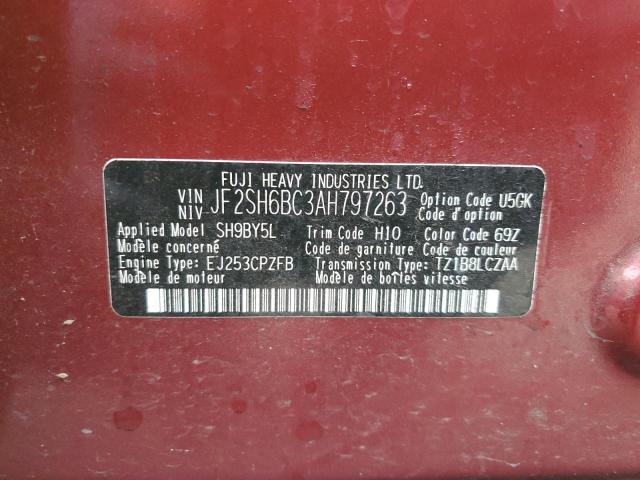 FUJI HEAVY INDUSTRIES LTD.
VIN NIV JF2SH6BC3AH797263 Option Code U5GK
Code d'option
Applied Model SH9BY5L Trim Code H10 Color Code 69Z
Modèle concerné Code de garniture Code de couleur
Engine Type: EJ253CPZFB Transmission Type: TZ1B8LCZAA
Modèle de moteur Modèle de boîtes vitesse